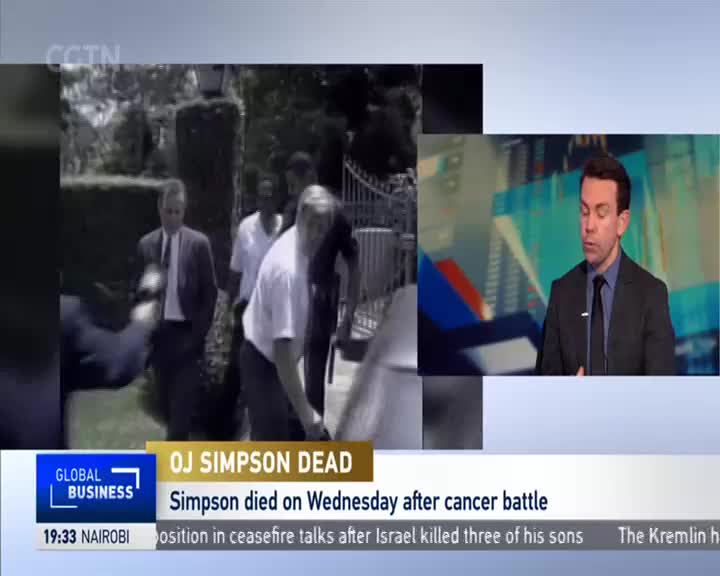 CGTN
OJ SIMPSON DEAD
GLOBAL
BUSINESS
Simpson died on Wednesday after cancer battle
19:33 NAIROBI
position in ceasefire talks after Israel killed three of his sons The Kremlin h